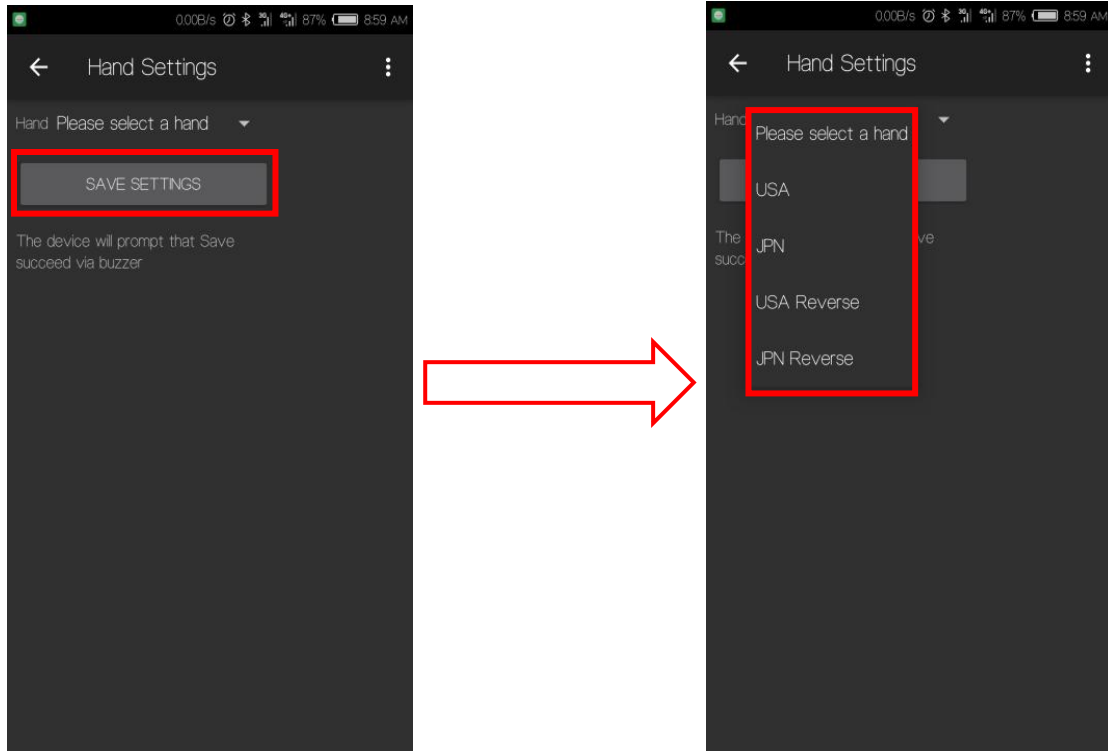 0.00B/s 87% 8:59 AM
Hand Settings
Hand Please select a hand
SAVE SETTINGS
The device will prompt that Save
succeed via buzzer
0.00B/s 87% 8:59 AM
Hand Settings
Hand
Please select a hand
USA
The ve
JPN
succ
USA Reverse
JPN Reverse